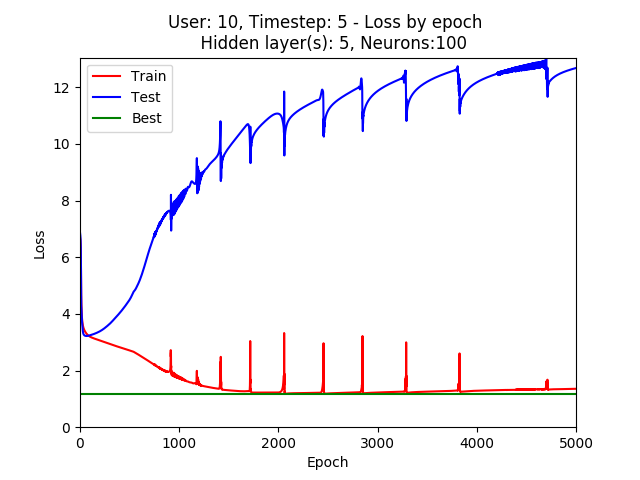 User: 10, Timestep: 5 - Loss by epoch
Hidden layer(s): 5, Neurons:100
Train
Test
Best
12
10
8
6
4
2
0
Loss
0 1000 2000 3000 4000 5000
Epoch